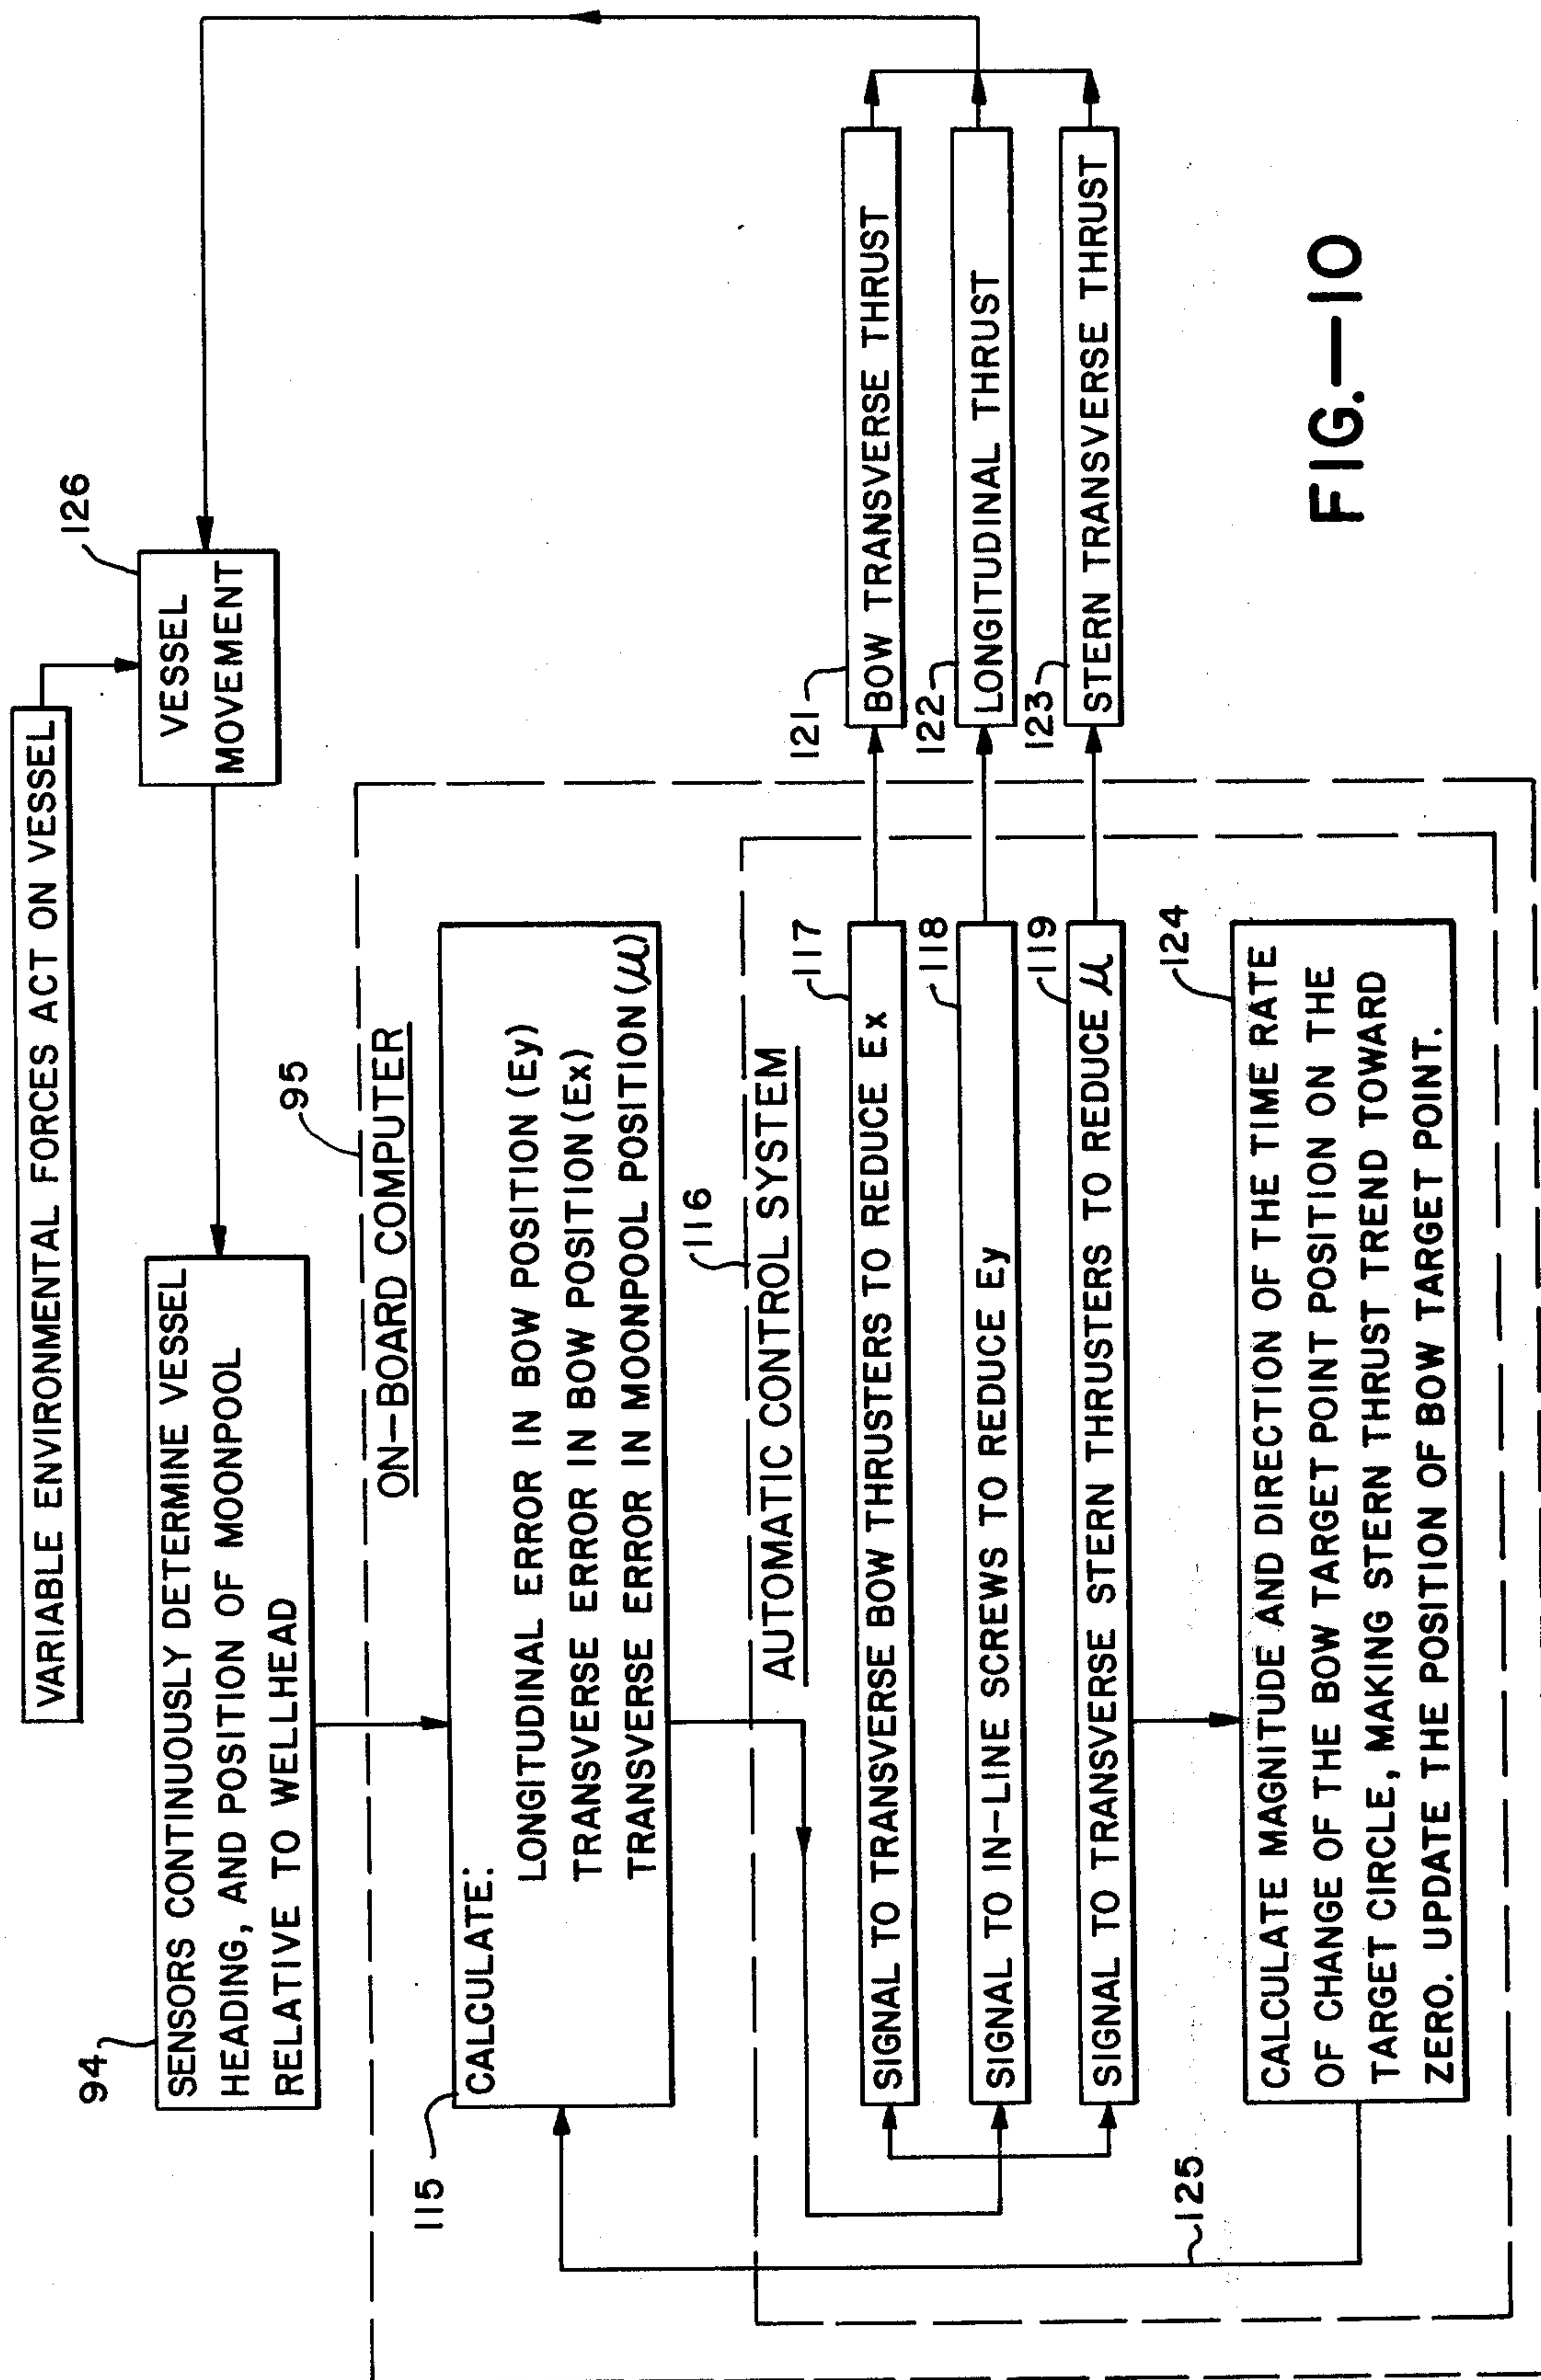 VARIABLE ENVIRONMENTAL FORCES ACT ON VESSEL
126
VESSEL
MOVEMENT
94
SENSORS CONTINUOUSLY DETERMINE VESSEL
HEADING, AND POSITION OF MOONPOOL
RELATIVE TO WELLHEAD
95
ON-BOARD COMPUTER
115
CALCULATE:
LONGITUDINAL ERROR IN BOW POSITION (Ey)
TRANSVERSE ERROR IN BOW POSITION (Ex)
TRANSVERSE ERROR IN MOONPOOL POSITION (μ)
116
AUTOMATIC CONTROL SYSTEM
117
SIGNAL TO TRANSVERSE BOW THRUSTERS TO REDUCE Ex
118
SIGNAL TO IN-LINE SCREWS TO REDUCE Ey
119
SIGNAL TO TRANSVERSE STERN THRUSTERS TO REDUCE μ
121
BOW TRANSVERSE THRUST
122
LONGITUDINAL THRUST
123
STERN TRANSVERSE THRUST
124
CALCULATE MAGNITUDE AND DIRECTION OF THE TIME RATE
OF CHANGE OF THE BOW TARGET POINT POSITION ON THE
TARGET CIRCLE, MAKING STERN THRUST TREND TOWARD
ZERO. UPDATE THE POSITION OF BOW TARGET POINT.
125
FIG.—10